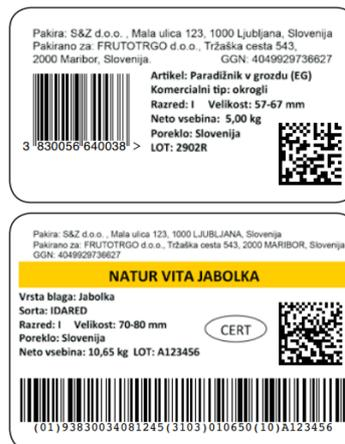 Pakira: S&Z d.o.o. , Mala ulica 123, 1000 Ljubljana, Slovenija
Pakirano za: FRUTOTRGO d.o.o., Tržaška cesta 543,
2000 Maribor, Slovenija. GGN: 4049929736627
Artikel: Paradižnik v grozdu (EG)
Komercialni tip: okrogli
Razred: I Velikost: 57-67 mm
Neto vsebina: 5,00 kg
Poreklo: Slovenija
LOT: 2902R
3 830056 640038 >
Pakira: S&Z d.o.o. , Mala ulica 123, 1000 LJUBLJANA, Slovenija
Pakirano za: FRUTOTRGO d.o.o., Tržaška cesta 543, 2000 MARIBOR, Slovenija
GGN: 4049929736627
NATUR VITA JABOLKA
Vrsta blaga: Jabolka
Sorta: IDARED
Razred: I Velikost: 70-80 mm
Poreklo: Slovenija
Neto vsebina: 10,65 kg LOT: A123456
CERT
(01)93830034081245(3103)010650(10)A123456